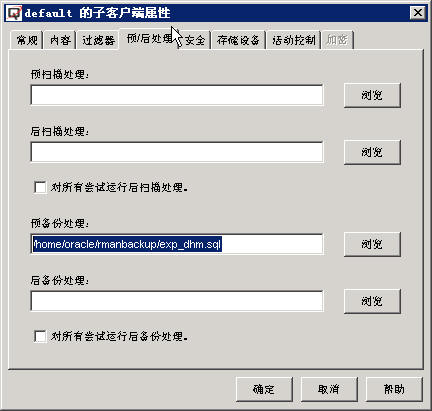 default 的子客户端属性
常规 内容 过滤器 预/后处理 安全 存储设备 活动控制 加密
预扫描处理:
浏览
后扫描处理:
浏览
对所有尝试运行后扫描处理。
预备份处理:
/home/oracle/rmanbackup/exp_dhm.sql 浏览
后备份处理:
浏览
对所有尝试运行后备份处理。
确定 取消 帮助